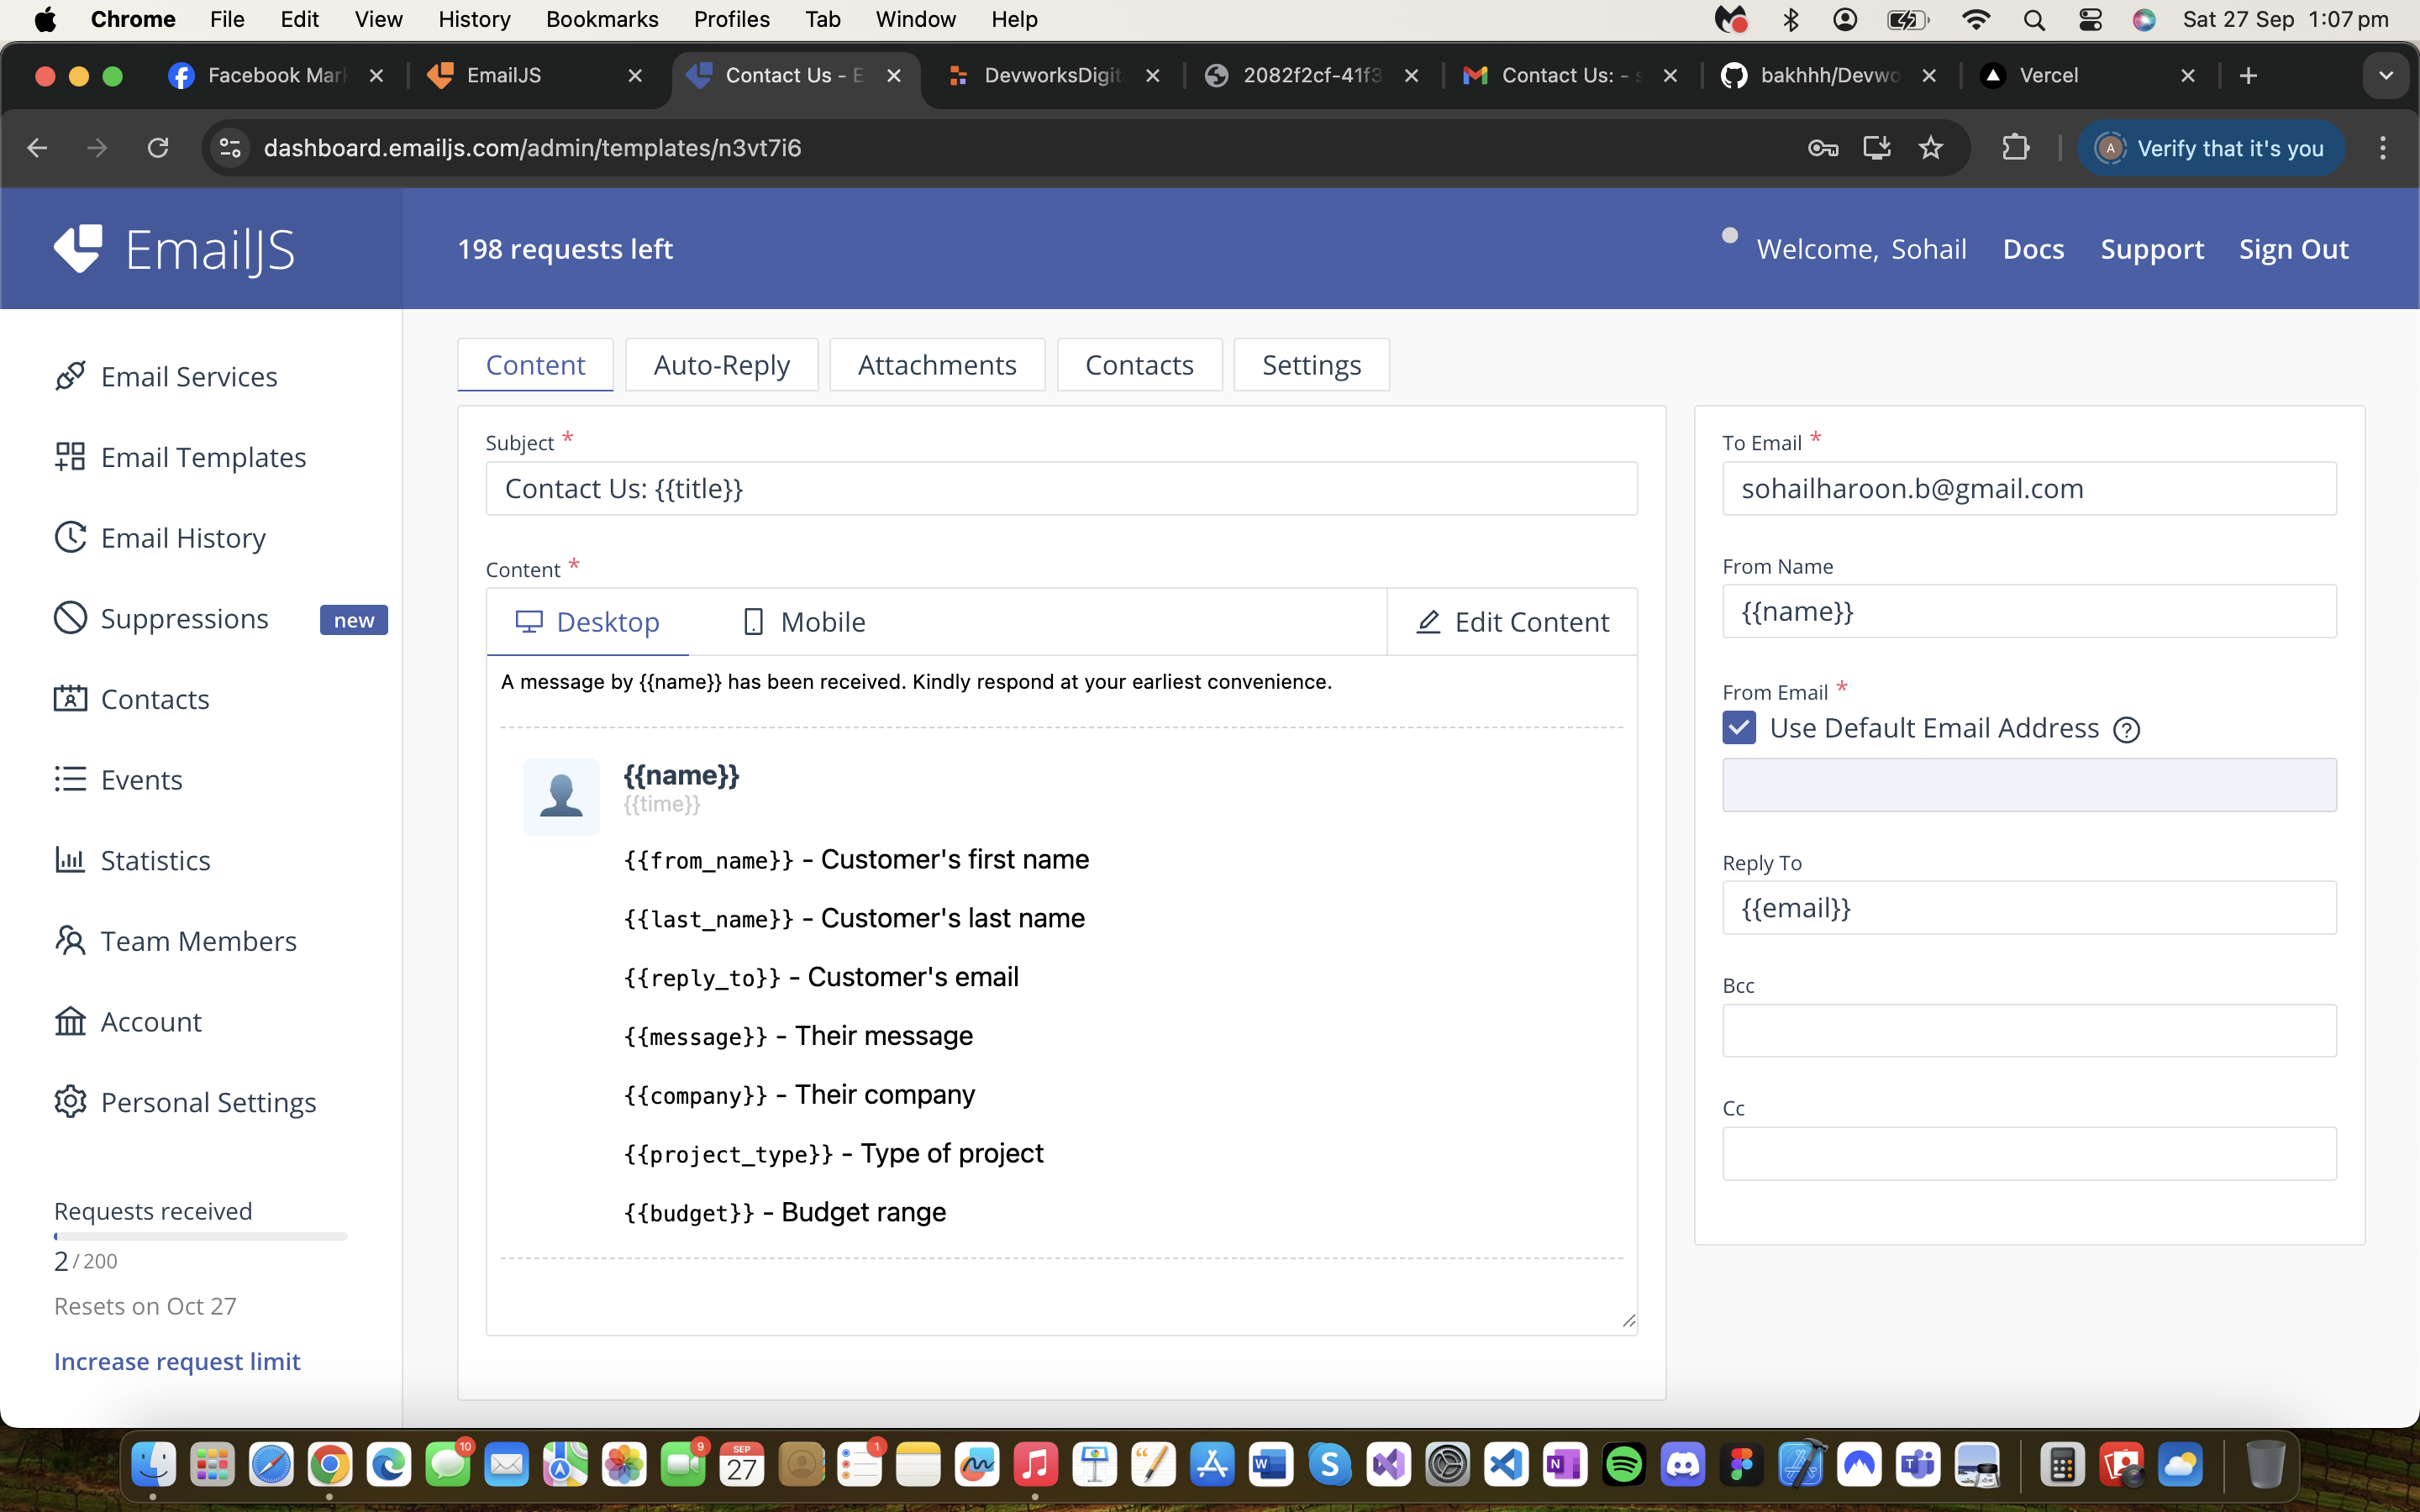 Chrome File Edit View History Bookmarks Profiles Tab Window Help Sat 27 Sep 1:07 pm
Facebook Mar EmailJS Contact Us - E DevworksDigit 2082f2cf-41f3 Contact Us: - s bakhhh/Devwo Vercel
dashboard.emailjs.com/admin/templates/n3vt7i6 A Verify that it's you
EmailJS 198 requests left Welcome, Sohail Docs Support Sign Out
Email Services
Email Templates
Email History
Suppressions new
Contacts
Events
Statistics
Team Members
Account
Personal Settings
Requests received
2 / 200
Resets on Oct 27
Increase request limit
Content Auto-Reply Attachments Contacts Settings
Subject *
Contact Us: {{title}}
Content *
Desktop Mobile Edit Content
A message by {{name}} has been received. Kindly respond at your earliest convenience.
{{name}}
{{time}}
{{from_name}} - Customer's first name
{{last_name}} - Customer's last name
{{reply_to}} - Customer's email
{{message}} - Their message
{{company}} - Their company
{{project_type}} - Type of project
{{budget}} - Budget range
To Email *
sohailharoon.b@gmail.com
From Name
{{name}}
From Email *
Use Default Email Address ?
Reply To
{{email}}
Bcc
Cc
10 9 SEP 27 1